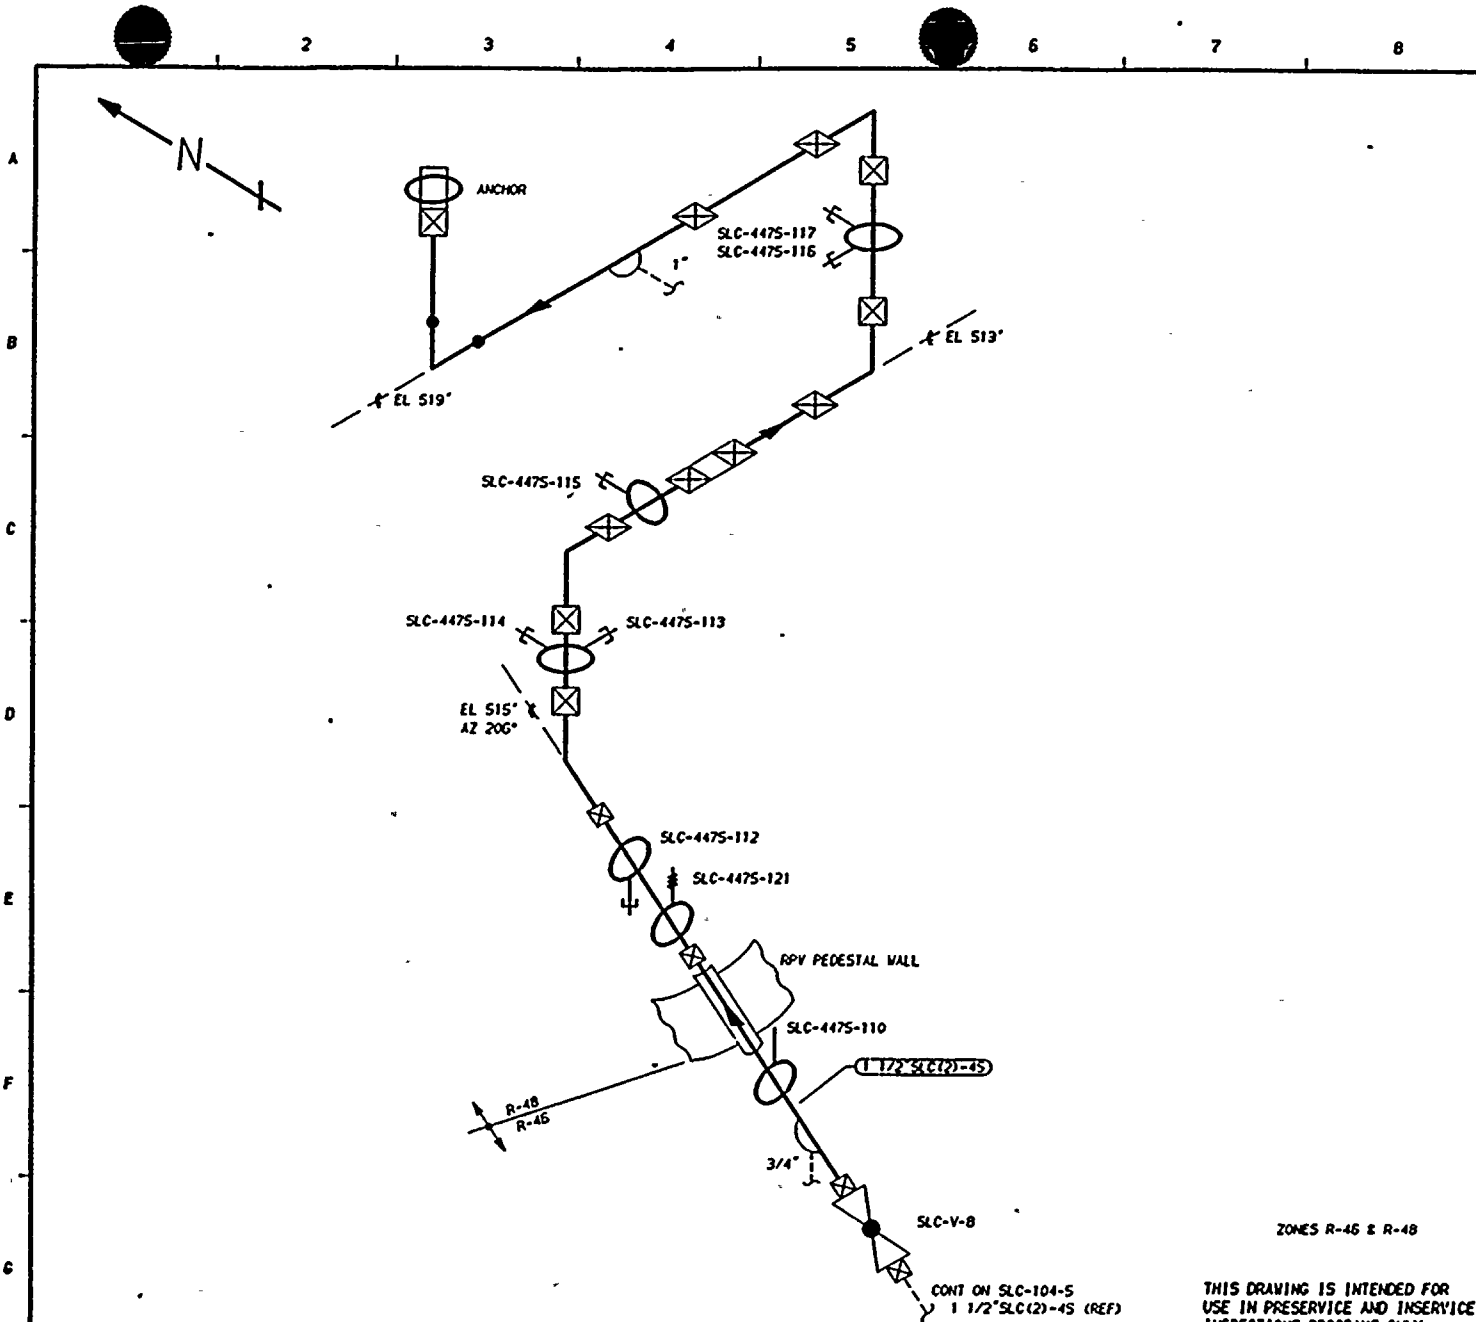 2 3 4 5 6 7 8
A
N
ANCHOR
SLC-447S-117
SLC-447S-116
1"
B
EL 513'
EL 519'
SLC-447S-115
C
SLC-447S-114
SLC-447S-113
D
EL 515'
AZ 206°
SLC-447S-112
SLC-447S-121
E
RPV PEDESTAL WALL
SLC-447S-110
1 1/2"SLC(2)-4S
F
R-48
R-46
3/4"
SLC-V-8
ZONES R-46 & R-48
G
CONT ON SLC-104-5
1 1/2"SLC(2)-4S (REF)
THIS DRAWING IS INTENDED FOR
USE IN PRESERVICE AND INSERVICE